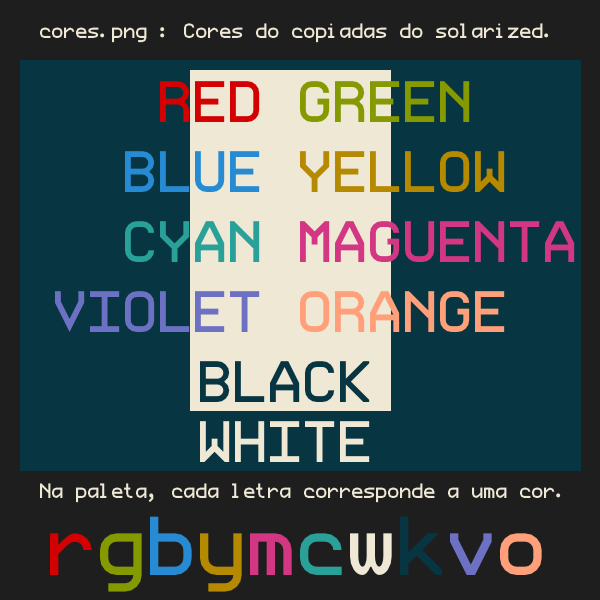 cores.png : Cores do copiadas do solarized.
RED GREEN
BLUE YELLOW
CYAN MAGUENTA
VIOLET ORANGE
BLACK
WHITE
Na paleta, cada letra corresponde a uma cor.
rgbymcwkvo